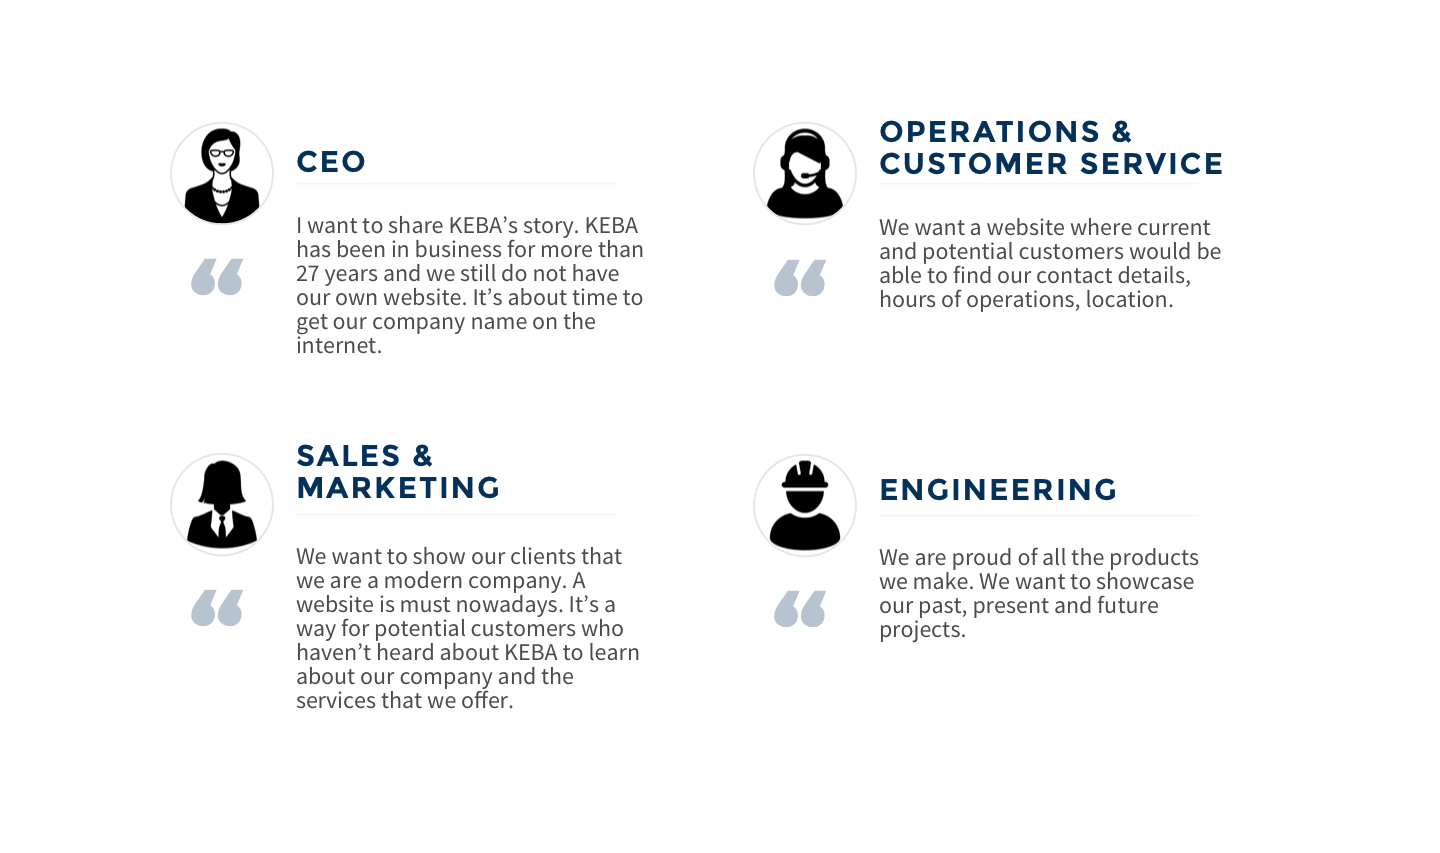 CEO
I want to share KEBA’s story. KEBA
has been in business for more than
27 years and we still do not have
our own website. It’s about time to
get our company name on the
internet.
OPERATIONS &
CUSTOMER SERVICE
We want a website where current
and potential customers would be
able to find our contact details,
hours of operations, location.
SALES &
MARKETING
We want to show our clients that
we are a modern company. A
website is must nowadays. It’s a
way for potential customers who
haven’t heard about KEBA to learn
about our company and the
services that we offer.
ENGINEERING
We are proud of all the products
we make. We want to showcase
our past, present and future
projects.